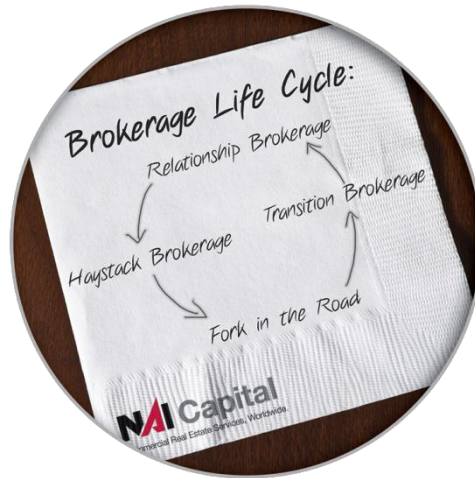 Brokerage Life Cycle:
Relationship Brokerage
Transition Brokerage
Haystack Brokerage
Fork in the Road
NAI Capital
Commercial Real Estate Services, Worldwide.